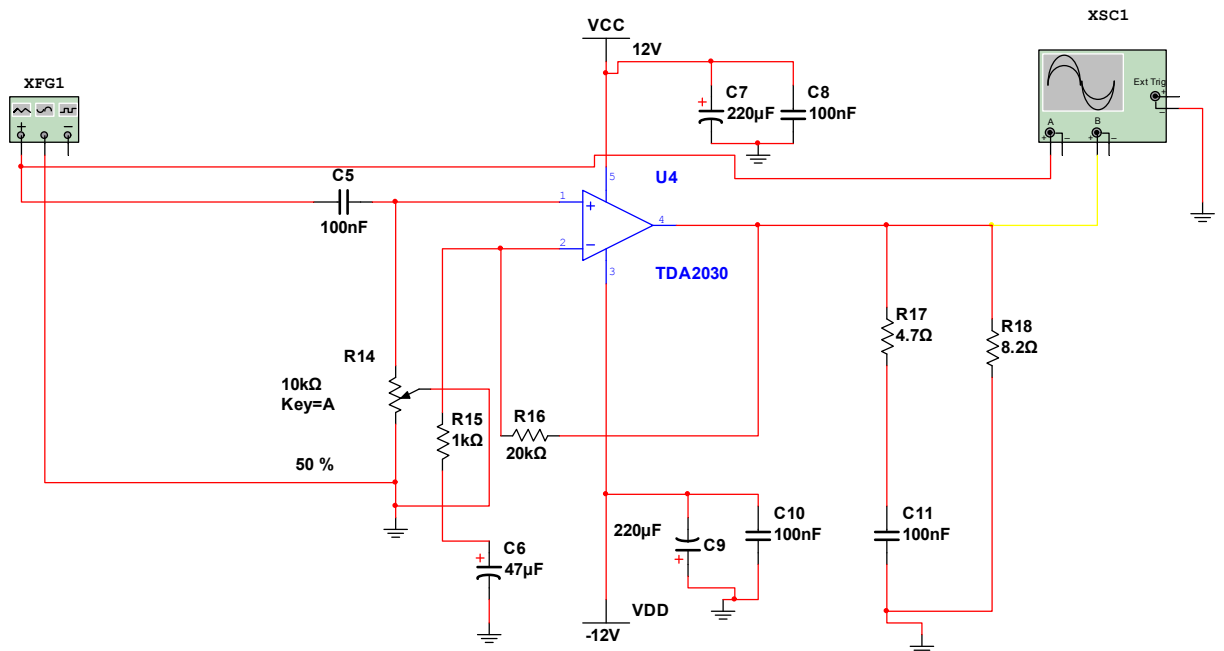 XSC1
VCC
12V
XFG1
Ext Trig
+
_
A
B
+
_
+
_
+
–
C7
220µF
C8
100nF
+
C5
100nF
U4
5
1
+
2
–
4
3
TDA2030
R17
4.7Ω
R18
8.2Ω
R14
10kΩ
Key=A
50 %
R15
1kΩ
R16
20kΩ
220µF
C9
+
C10
100nF
C11
100nF
C6
47µF
+
VDD
-12V